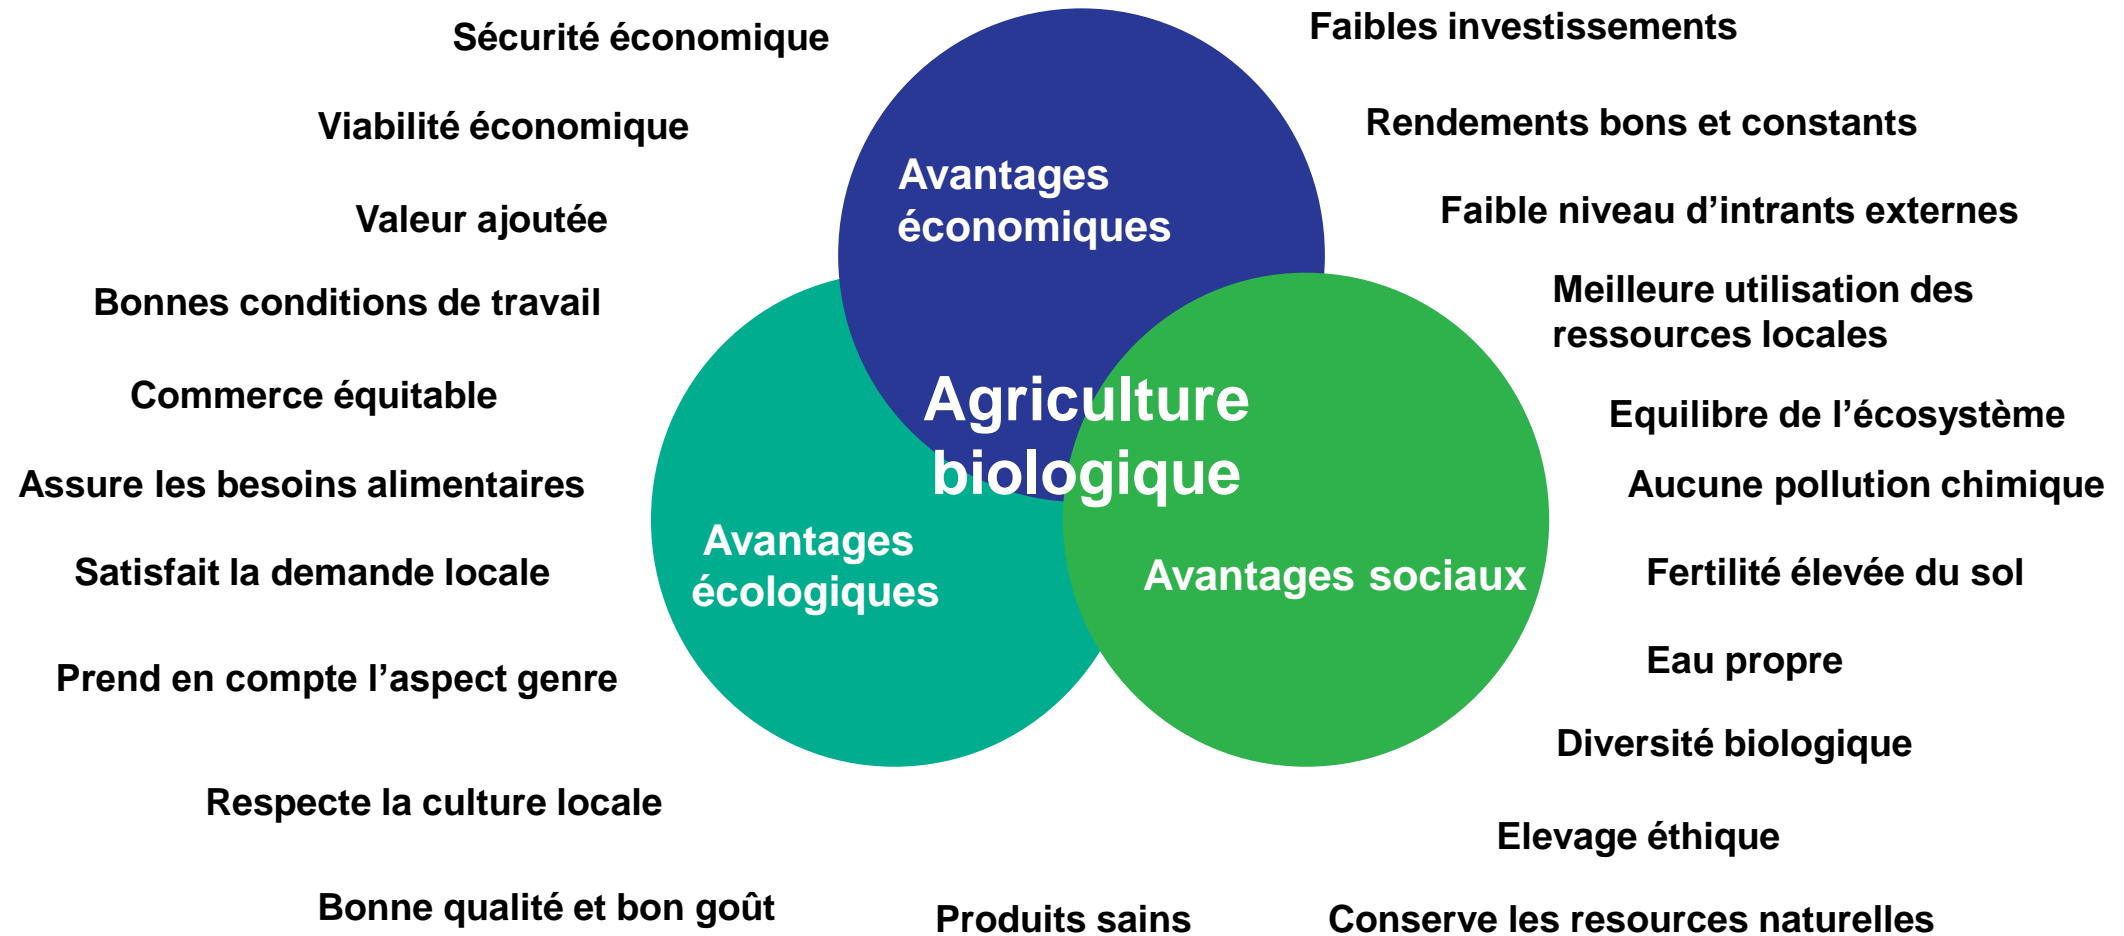 Sécurité économique
Viabilité économique
Valeur ajoutée
Bonnes conditions de travail
Commerce équitable
Assure les besoins alimentaires
Satisfait la demande locale
Prend en compte l’aspect genre
Respecte la culture locale
Bonne qualité et bon goût
Avantages
économiques
Agriculture
biologique
Avantages
écologiques
Avantages sociaux
Produits sains
Faibles investissements
Rendements bons et constants
Faible niveau d’intrants externes
Meilleure utilisation des
ressources locales
Equilibre de l’écosystème
Aucune pollution chimique
Fertilité élevée du sol
Eau propre
Diversité biologique
Elevage éthique
Conserve les resources naturelles